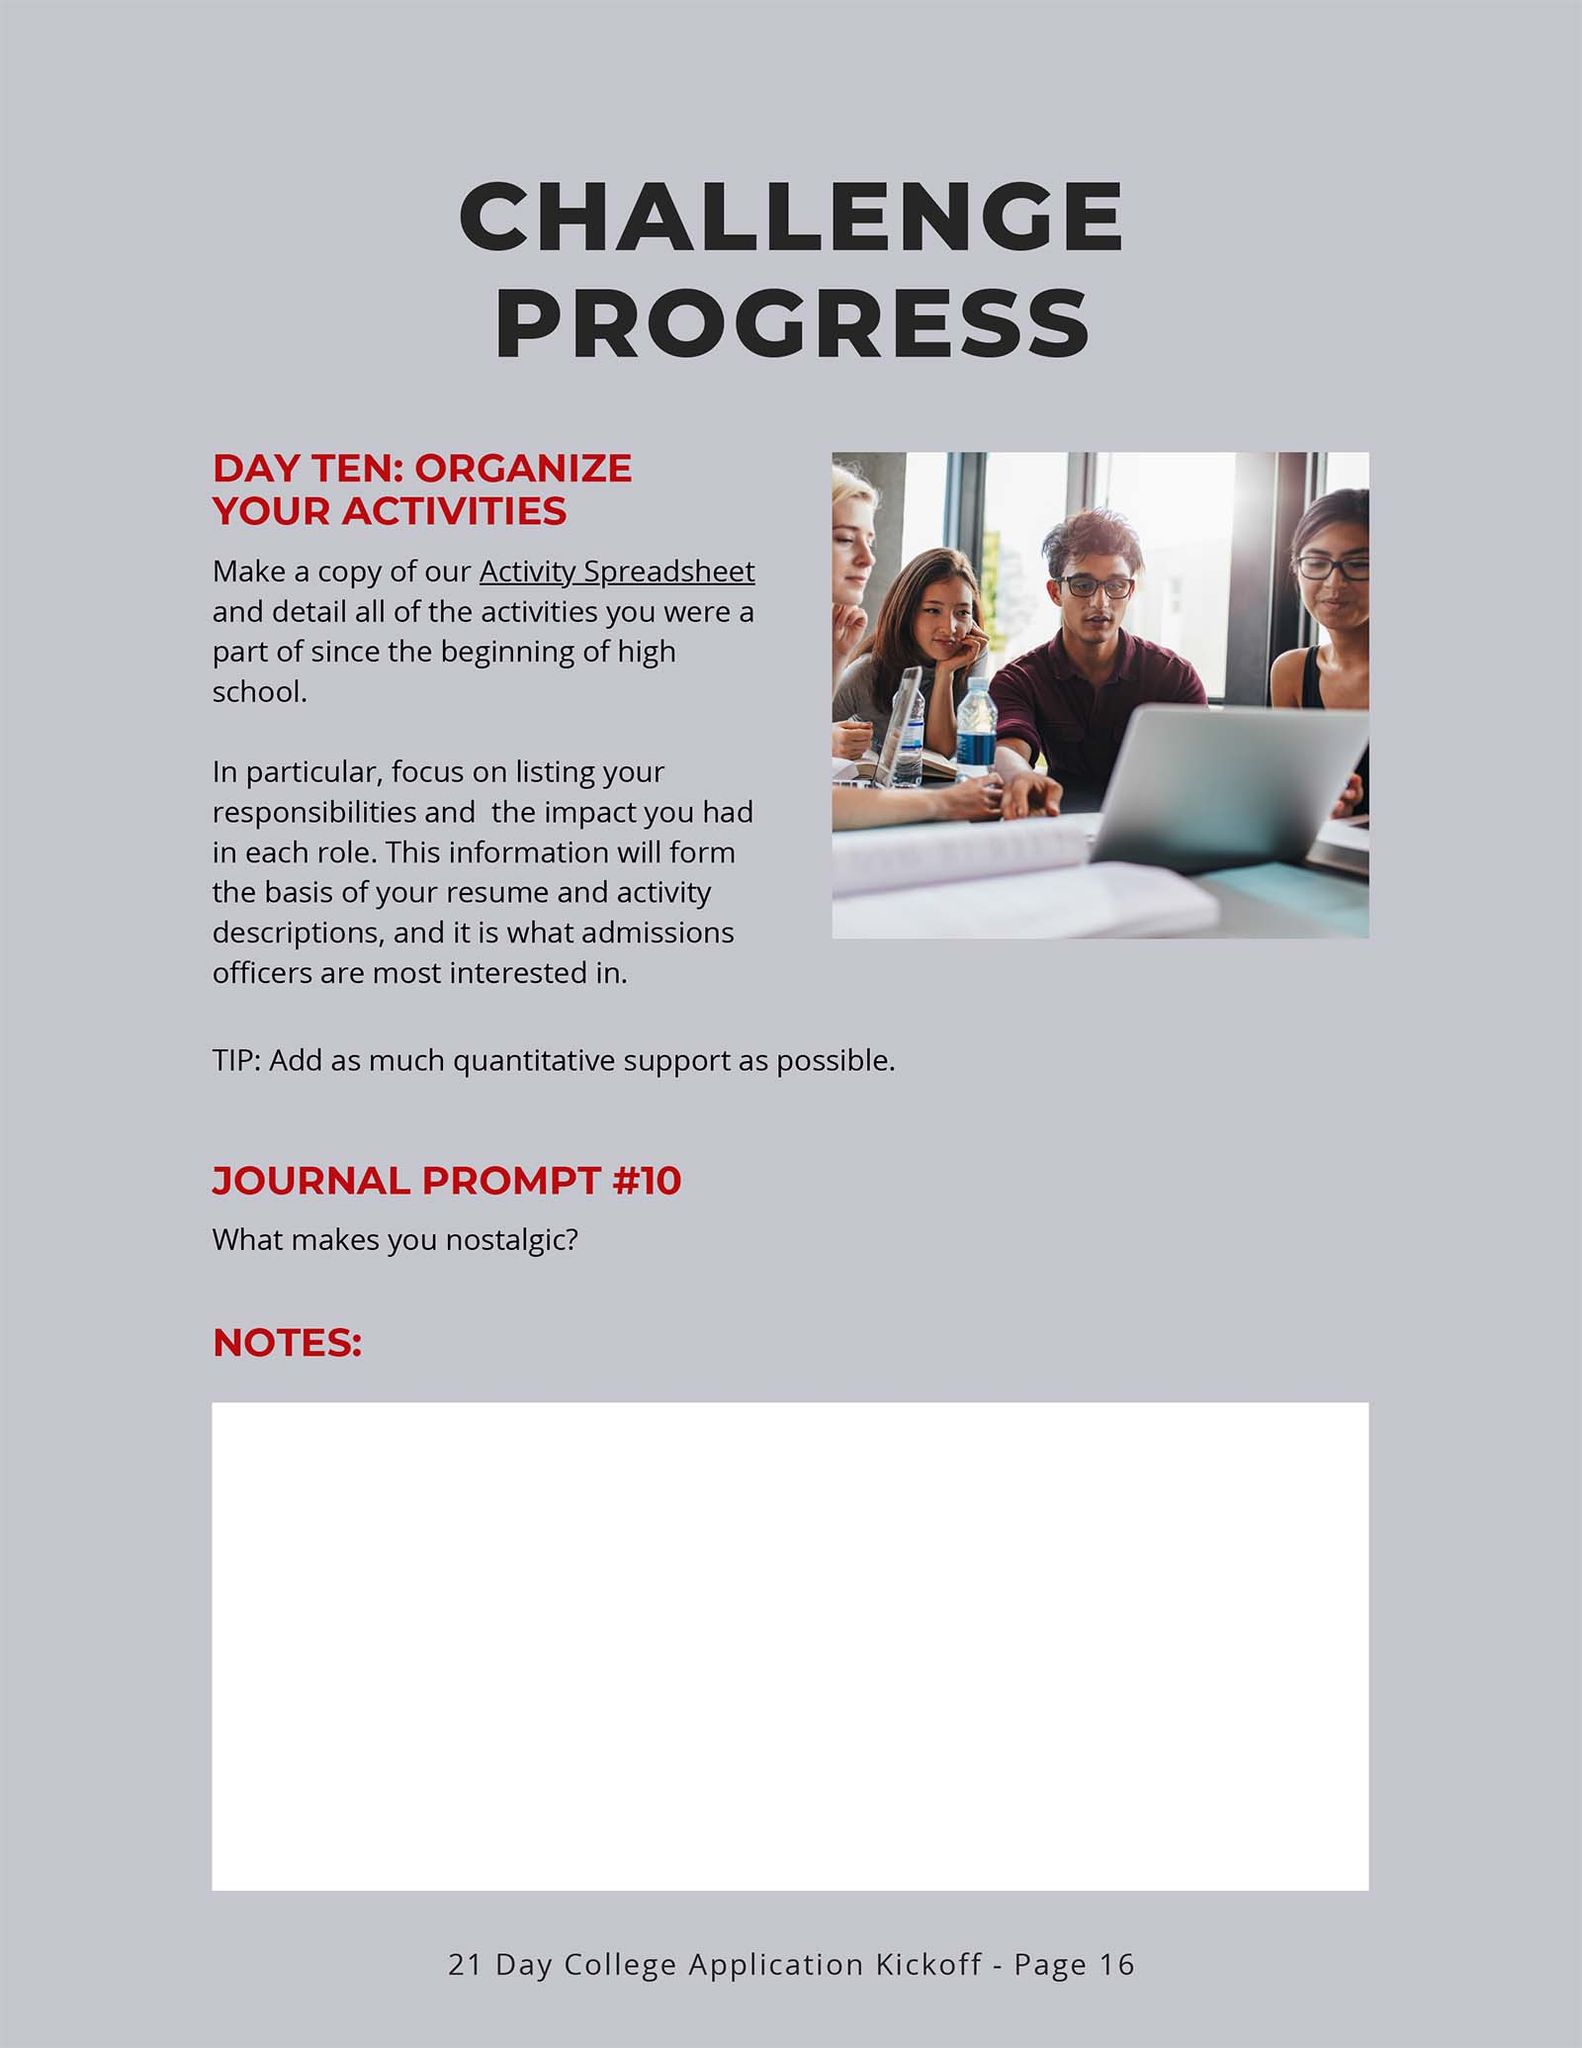 CHALLENGE
PROGRESS
DAY TEN: ORGANIZE
YOUR ACTIVITIES
Make a copy of our Activity Spreadsheet
and detail all of the activities you were a
part of since the beginning of high
school.
In particular, focus on listing your
responsibilities and  the impact you had
in each role. This information will form
the basis of your resume and activity
descriptions, and it is what admissions
officers are most interested in.
TIP: Add as much quantitative support as possible.
JOURNAL PROMPT #10
What makes you nostalgic?
NOTES:
21 Day College Application Kickoff - Page 16